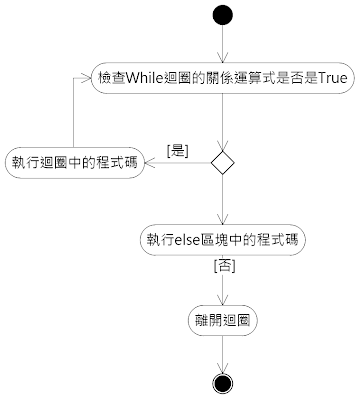 檢查While迴圈的關係運算式是否是True
[是]
執行迴圈中的程式碼
執行else區塊中的程式碼
[否]
離開迴圈